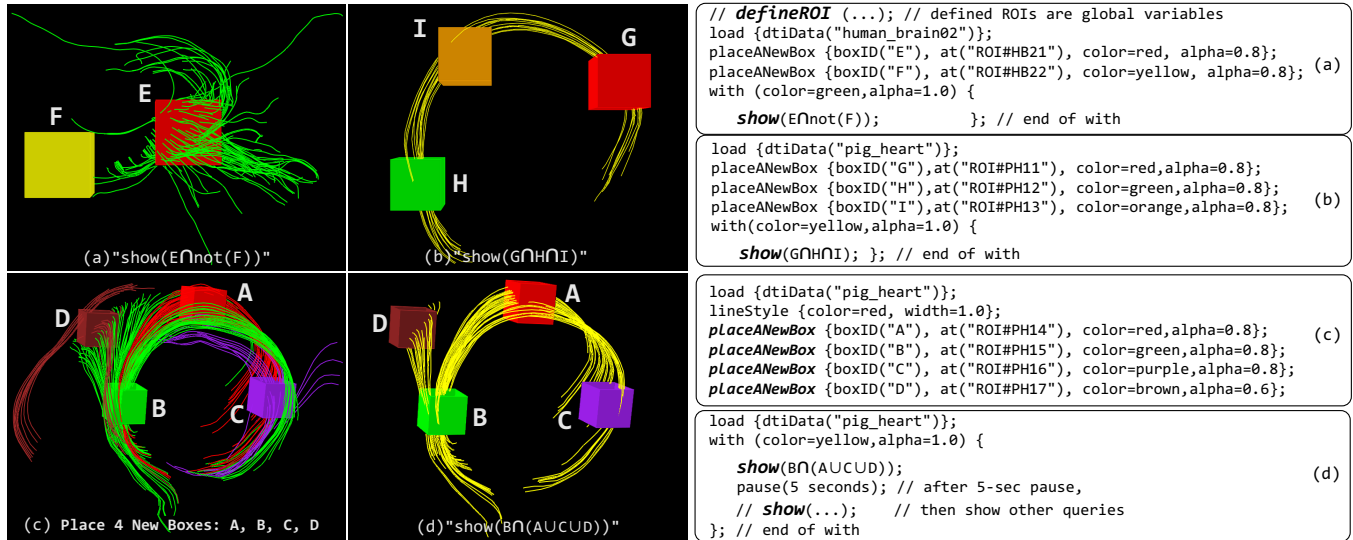 E
F
(a)"show(E⋂not(F))"
I
G
H
(b)"show(G⋂H⋂I)"
A
D
B
C
(c) Place 4 New Boxes: A, B, C, D
A
D
B
C
(d)"show(B⋂(A∪C∪D))"
// defineROI (...); // defined ROIs are global variables
load {dtiData("human_brain02")};
placeANewBox {boxID("E"), at("ROI#HB21"), color=red, alpha=0.8};
placeANewBox {boxID("F"), at("ROI#HB22"), color=yellow, alpha=0.8};
with (color=green,alpha=1.0) {
show(E⋂not(F)); }; // end of with
(a)
load {dtiData("pig_heart")};
placeANewBox {boxID("G"),at("ROI#PH11"), color=red,alpha=0.8};
placeANewBox {boxID("H"),at("ROI#PH12"), color=green,alpha=0.8};
placeANewBox {boxID("I"),at("ROI#PH13"), color=orange,alpha=0.8};
with(color=yellow,alpha=1.0) {
show(G⋂H⋂I); }; // end of with
(b)
load {dtiData("pig_heart")};
lineStyle {color=red, width=1.0};
placeANewBox {boxID("A"), at("ROI#PH14"), color=red,alpha=0.8};
placeANewBox {boxID("B"), at("ROI#PH15"), color=green,alpha=0.8};
placeANewBox {boxID("C"), at("ROI#PH16"), color=purple,alpha=0.8};
placeANewBox {boxID("D"), at("ROI#PH17"), color=brown,alpha=0.6};
(c)
load {dtiData("pig_heart")};
with (color=yellow,alpha=1.0) {
show(B⋂(A∪C∪D));
pause(5 seconds); // after 5-sec pause,
// show(...); // then show other queries
}; // end of with
(d)